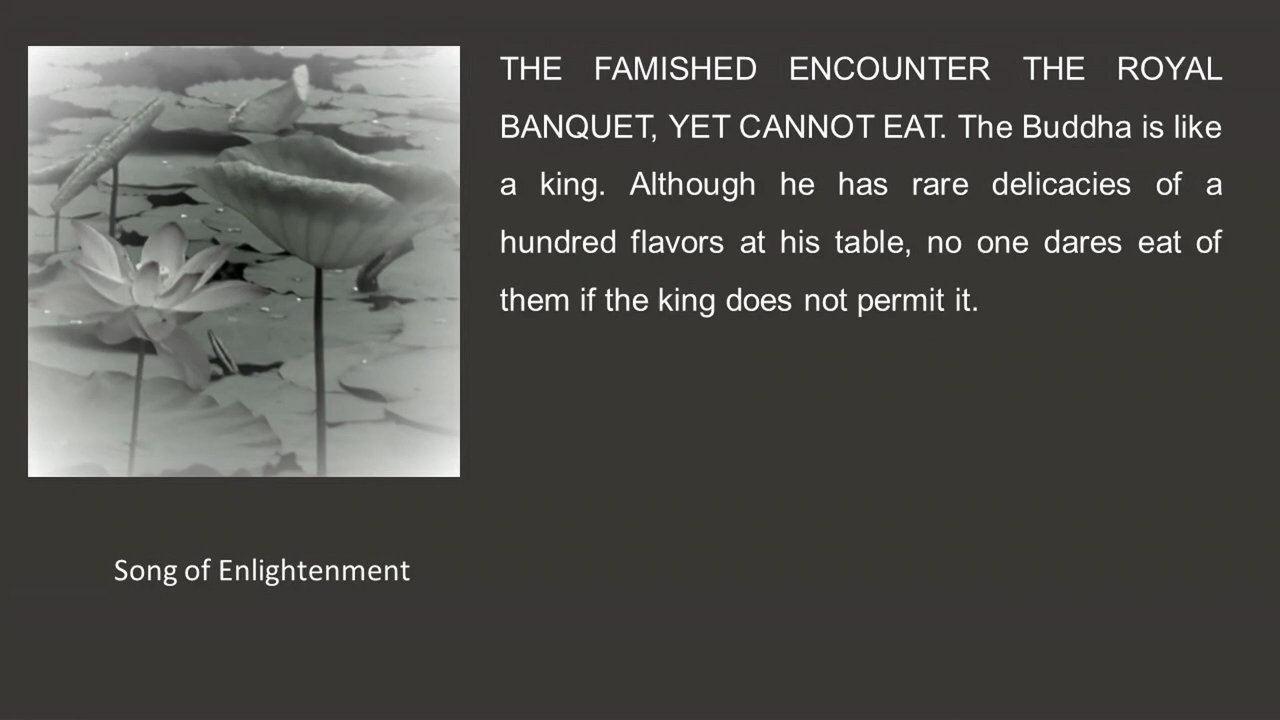 THE FAMISHED ENCOUNTER THE ROYAL
BANQUET, YET CANNOT EAT. The Buddha is like
a king. Although he has rare delicacies of a
hundred flavors at his table, no one dares eat of
them if the king does not permit it.
Song of Enlightenment